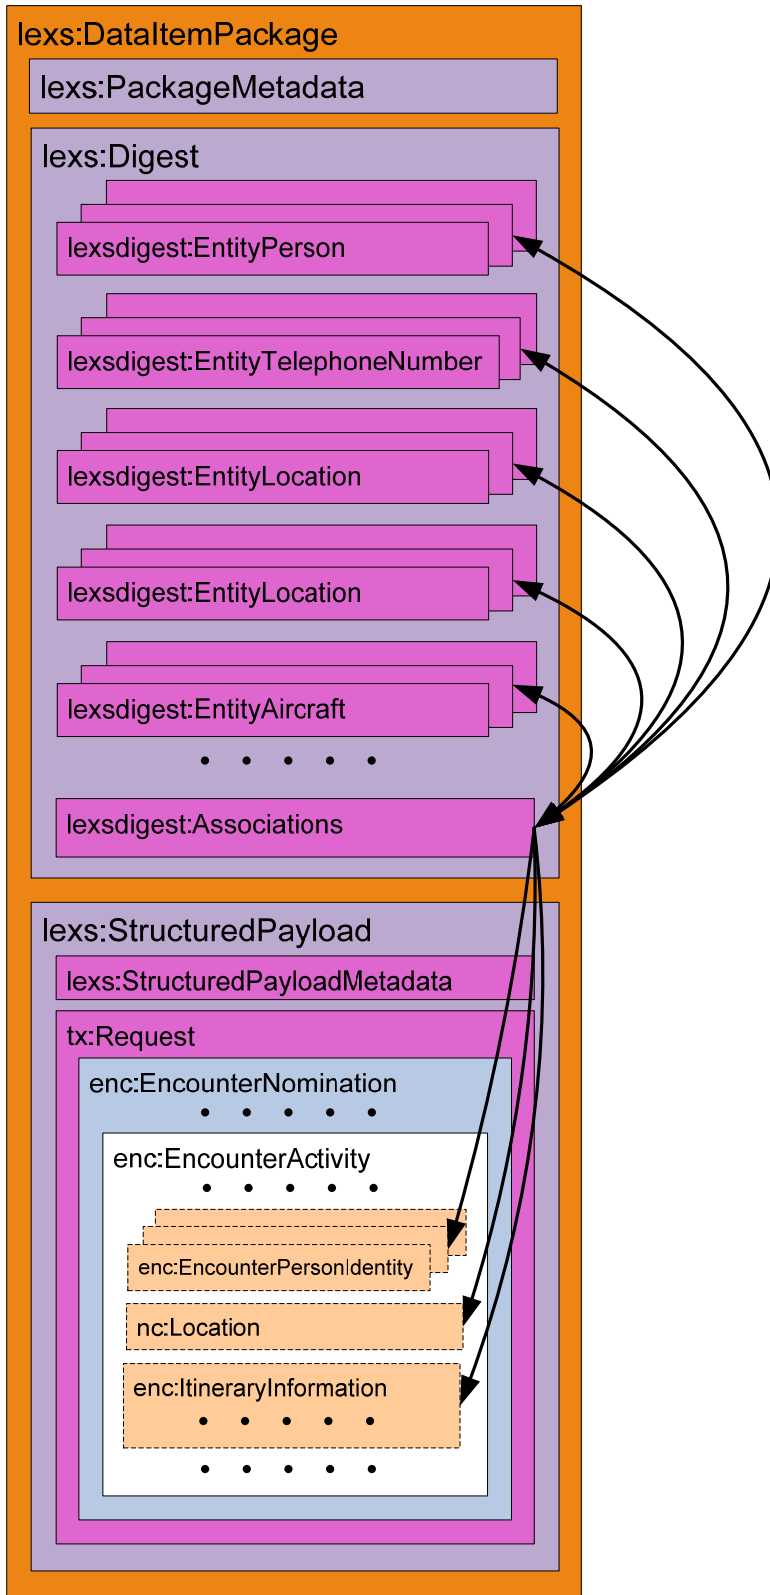 lexs:DataItemPackage
lexs:PackageMetadata
lexs:Digest
lexsdigest:EntityPerson
lexsdigest:EntityTelephoneNumber
lexsdigest:EntityLocation
lexsdigest:EntityLocation
lexsdigest:EntityAircraft
lexsdigest:Associations
lexs:StructuredPayload
lexs:StructuredPayloadMetadata
tx:Request
enc:EncounterNomination
enc:EncounterActivity
enc:EncounterPersonIdentity
nc:Location
enc:ItineraryInformation